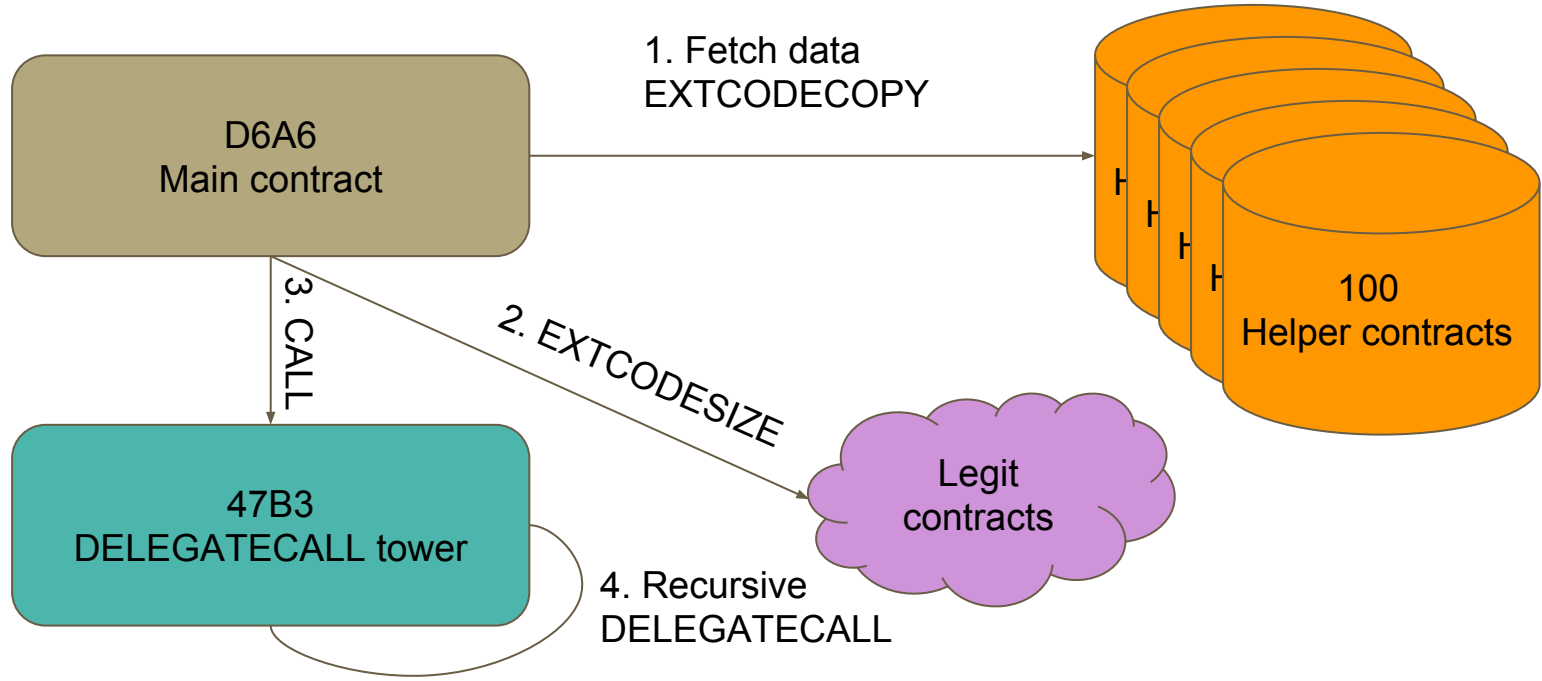 1. Fetch data
EXTCODECOPY
D6A6
Main contract
H
H
H
H
100
Helper contracts
3. CALL
2. EXTCODESIZE
Legit
contracts
47B3
DELEGATECALL tower
4. Recursive
DELEGATECALL